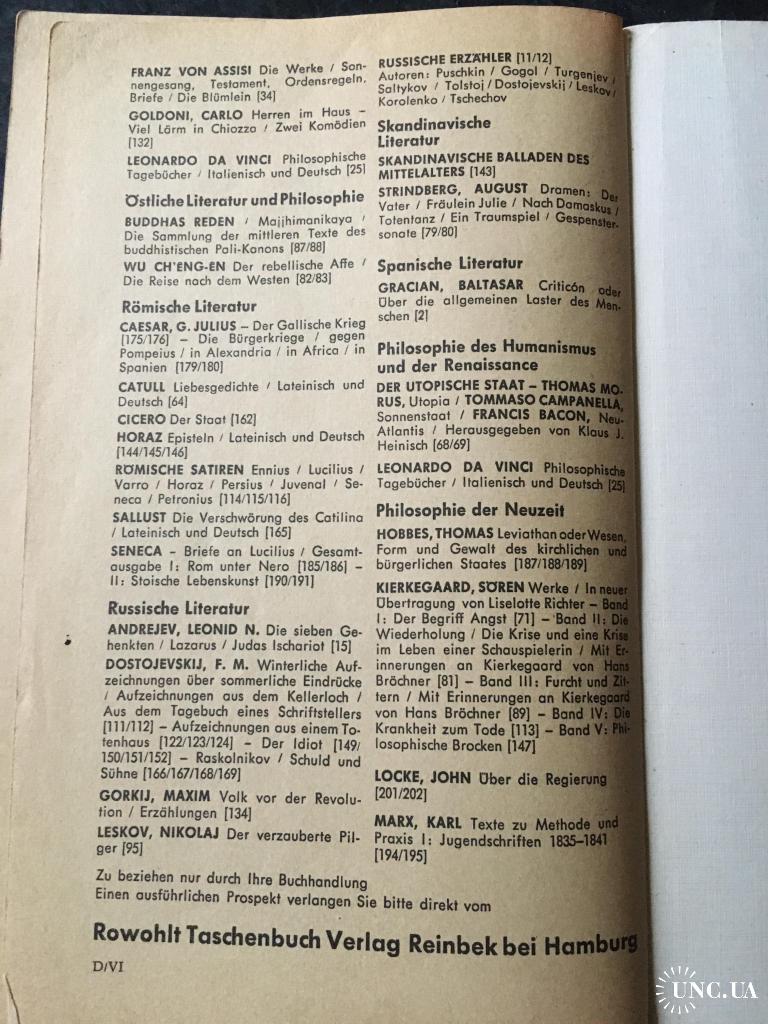 FRANZ VON ASSISI Die Werke / Son-
nengesang, Testament, Ordensregeln,
Briefe / Die Blümlein [34]
GOLDONI, CARLO Herren im Haus –
Viel Lärm in Chiozza / Zwei Komödien
[132]
LEONARDO DA VINCI Philosophische
Tagebücher / Italienisch und Deutsch [25]
Östliche Literatur und Philosophie
BUDDHAS REDEN / Majjhimanikaya /
Die Sammlung der mittleren Texte des
buddhistischen Pali-Kanons [87/88]
WU CH'ENG-EN Der rebellische Affe /
Die Reise nach dem Westen [82/83]
Römische Literatur
CAESAR, G. JULIUS – Der Gallische Krieg
[175/176] – Die Bürgerkriege / gegen
Pompeius / in Alexandria / in Africa / in
Spanien [179/180]
CATULL Liebesgedichte / Lateinisch und
Deutsch [64]
CICERO Der Staat [162]
HORAZ Episteln / Lateinisch und Deutsch
[144/145/146]
RÖMISCHE SATIREN Ennius / Lucilius /
Varro / Horaz / Persius / Juvenal / Se-
neca / Petronius [114/115/116]
SALLUST Die Verschwörung des Catilina
/ Lateinisch und Deutsch [165]
SENECA – Briefe an Lucilius / Gesamt-
ausgabe I: Rom unter Nero [185/186] –
II: Stoische Lebenskunst [190/191]
Russische Literatur
ANDREJEV, LEONID N. Die sieben Ge-
henkten / Lazarus / Judas Ischariot [15]
DOSTOJEVSKIJ, F. M. Winterliche Auf-
zeichnungen über sommerliche Eindrücke
/ Aufzeichnungen aus dem Kellerloch /
Aus dem Tagebuch eines Schriftstellers
[111/112] – Aufzeichnungen aus einem To-
tenhaus [122/123/124] – Der Idiot [149/
150/151/152] – Raskolnikov / Schuld und
Sühne [166/167/168/169]
GORKIJ, MAXIM Volk vor der Revolu-
tion / Erzählungen [134]
LESKOV, NIKOLAJ Der verzauberte Pil-
ger [95]
RUSSISCHE ERZÄHLER [11/12]
Autoren: Puschkin / Gogol / Turgenjev /
Saltykov / Tolstoj / Dostojevskij / Leskov /
Korolenko / Tschechov
Skandinavische
Literatur
SKANDINAVISCHE BALLADEN DES
MITTELALTERS [143]
STRINDBERG, AUGUST Dramen: Der
Vater / Fräulein Julie / Nach Damaskus /
Totentanz / Ein Traumspiel / Gespenster-
sonate [79/80]
Spanische Literatur
GRACIAN, BALTASAR Criticón oder
Über die allgemeinen Laster des Men-
schen [2]
Philosophie des Humanismus
und der Renaissance
DER UTOPISCHE STAAT – THOMAS MO-
RUS, Utopia / TOMMASO CAMPANELLA,
Sonnenstaat / FRANCIS BACON, Neu-
Atlantis / Herausgegeben von Klaus J.
Heinisch [68/69]
LEONARDO DA VINCI Philosophische
Tagebücher / Italienisch und Deutsch [25]
Philosophie der Neuzeit
HOBBES, THOMAS Leviathan oder Wesen,
Form und Gewalt des kirchlichen und
bürgerlichen Staates [187/188/189]
KIERKEGAARD, SÖREN Werke / In neuer
Übertragung von Liselotte Richter – Band
I: Der Begriff Angst [71] – Band II: Die
Wiederholung / Die Krise und eine Krise
im Leben einer Schauspielerin / Mit Er-
innerungen an Kierkegaard von Hans
Bröchner [81] – Band III: Furcht und Zit-
tern / Mit Erinnerungen an Kierkegaard
von Hans Bröchner [89] – Band IV: Die
Krankheit zum Tode [113] – Band V: Phi-
losophische Brocken [147]
LOCKE, JOHN Über die Regierung
[201/202]
MARX, KARL Texte zu Methode und
Praxis I: Jugendschriften 1835–1841
[194/195]
Zu beziehen nur durch Ihre Buchhandlung
Einen ausführlichen Prospekt verlangen Sie bitte direkt vom
Rowohlt Taschenbuch Verlag Reinbek bei Hamburg
D/VI
UNC.UA